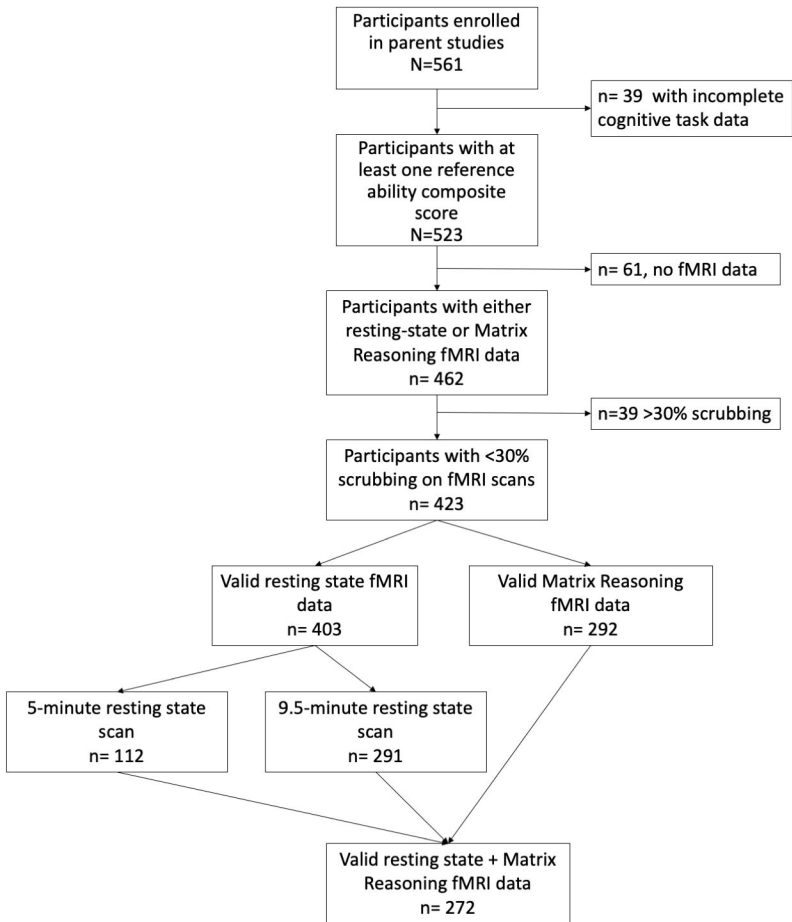 Participants enrolled
in parent studies
N=561
n= 39 with incomplete
cognitive task data
Participants with at
least one reference
ability composite
score
N=523
n= 61, no fMRI data
Participants with either
resting-state or Matrix
Reasoning fMRI data
n= 462
n=39 >30% scrubbing
Participants with <30%
scrubbing on fMRI scans
n= 423
Valid resting state fMRI
data
n= 403
Valid Matrix Reasoning
fMRI data
n= 292
5-minute resting state
scan
n= 112
9.5-minute resting state
scan
n= 291
Valid resting state + Matrix
Reasoning fMRI data
n= 272